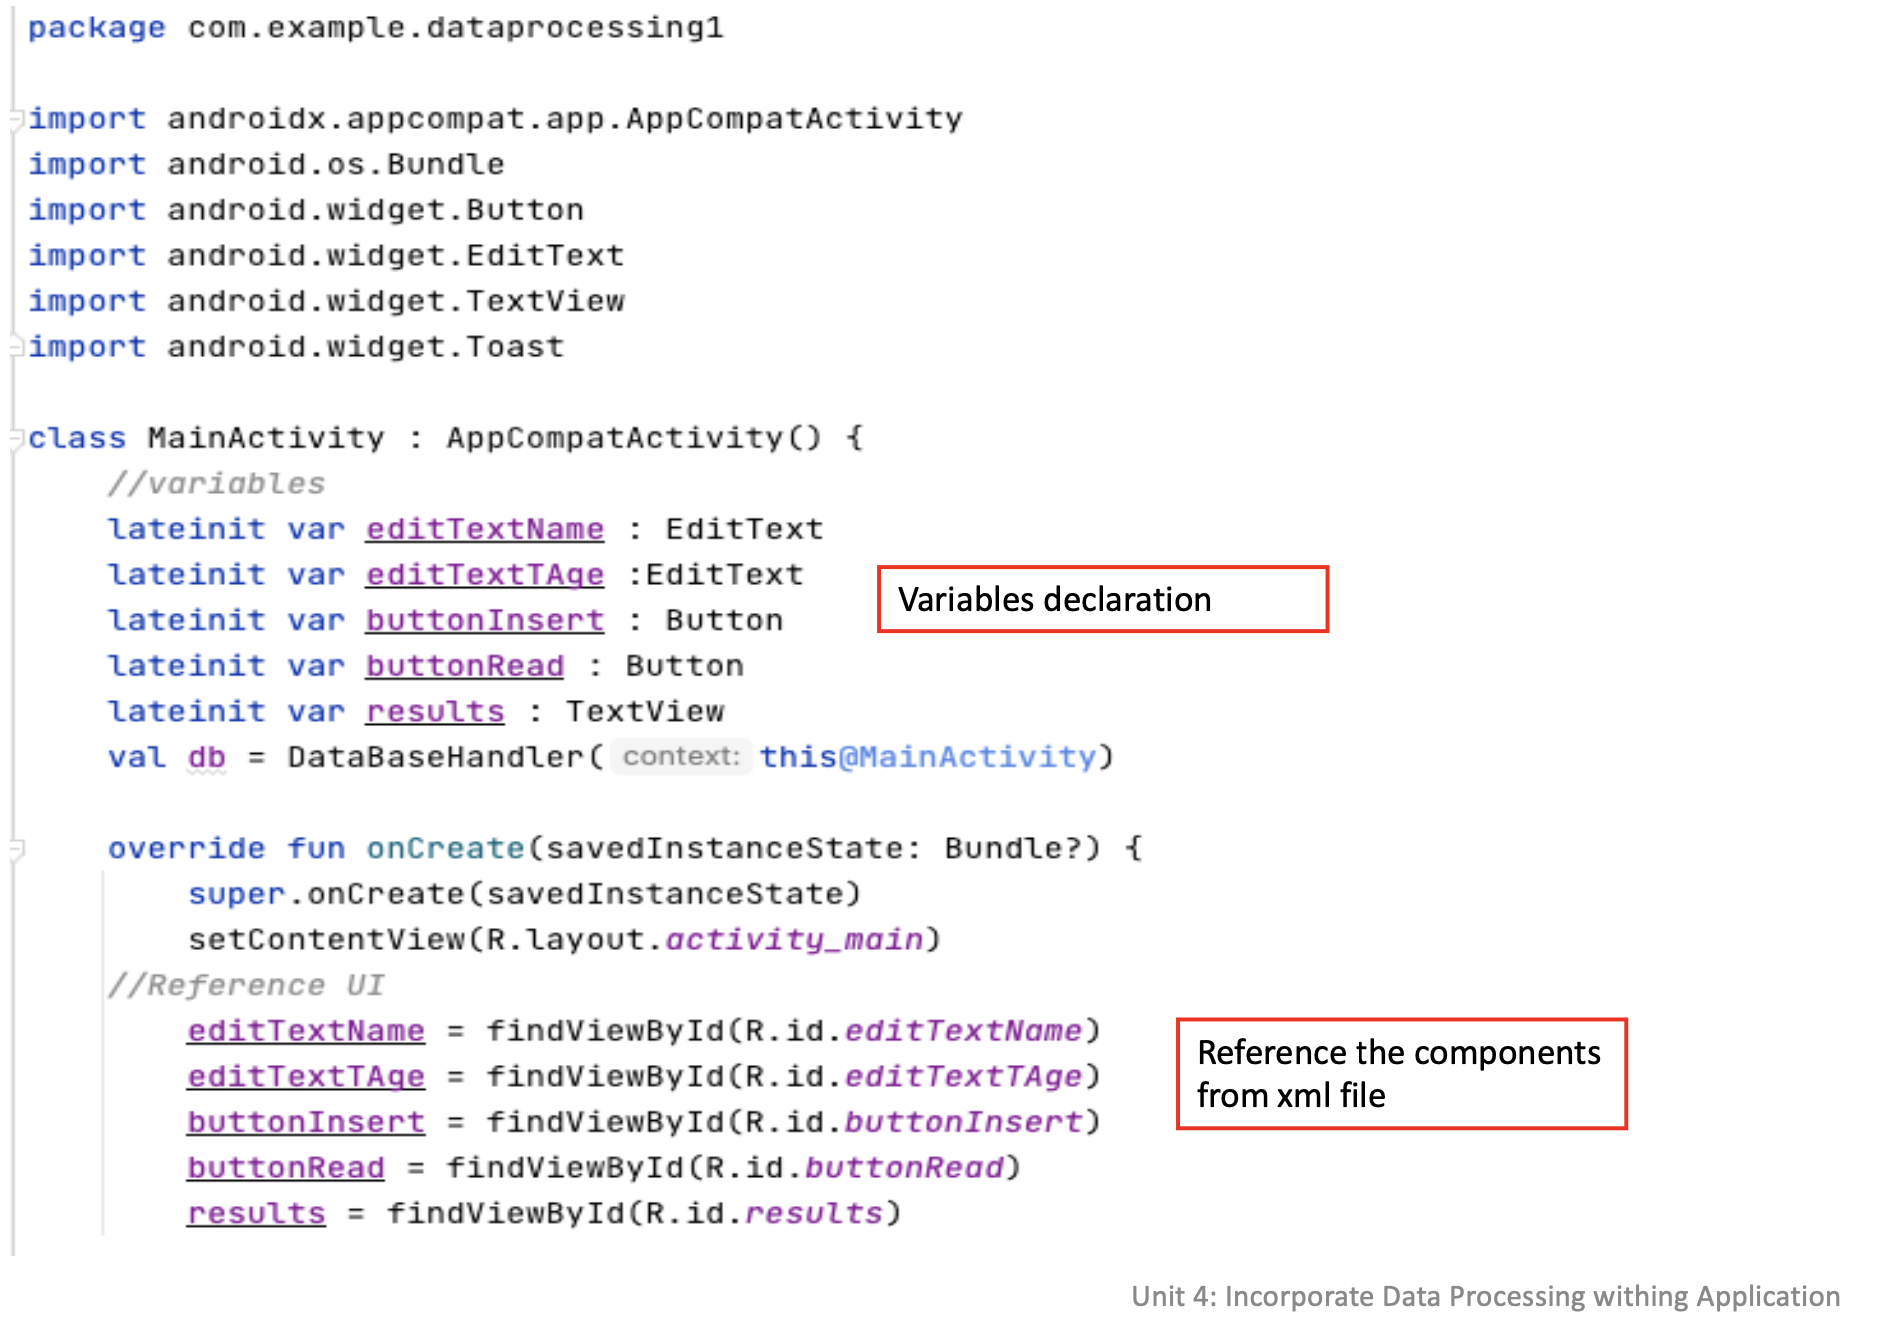 package com.example.dataprocessing1
import androidx.appcompat.app.AppCompatActivity
import android.os.Bundle
import android.widget.Button
import android.widget.EditText
import android.widget.TextView
import android.widget.Toast
class MainActivity : AppCompatActivity() {
//variables
lateinit var editTextName : EditText
lateinit var editTextTAge :EditText
Variables declaration
lateinit var buttonInsert : Button
lateinit var buttonRead : Button
lateinit var results : TextView
val db = DataBaseHandler( context: this@MainActivity)
override fun onCreate(savedInstanceState: Bundle?) {
super.onCreate(savedInstanceState)
setContentView(R.layout.activity_main)
//Reference UI
editTextName = findViewById(R.id.editTextName)
editTextTAge = findViewById(R.id.editTextTAge)
buttonInsert = findViewById(R.id.buttonInsert)
buttonRead = findViewById(R.id.buttonRead)
results = findViewById(R.id.results)
Reference the components
from xml file
Unit 4: Incorporate Data Processing withing Application